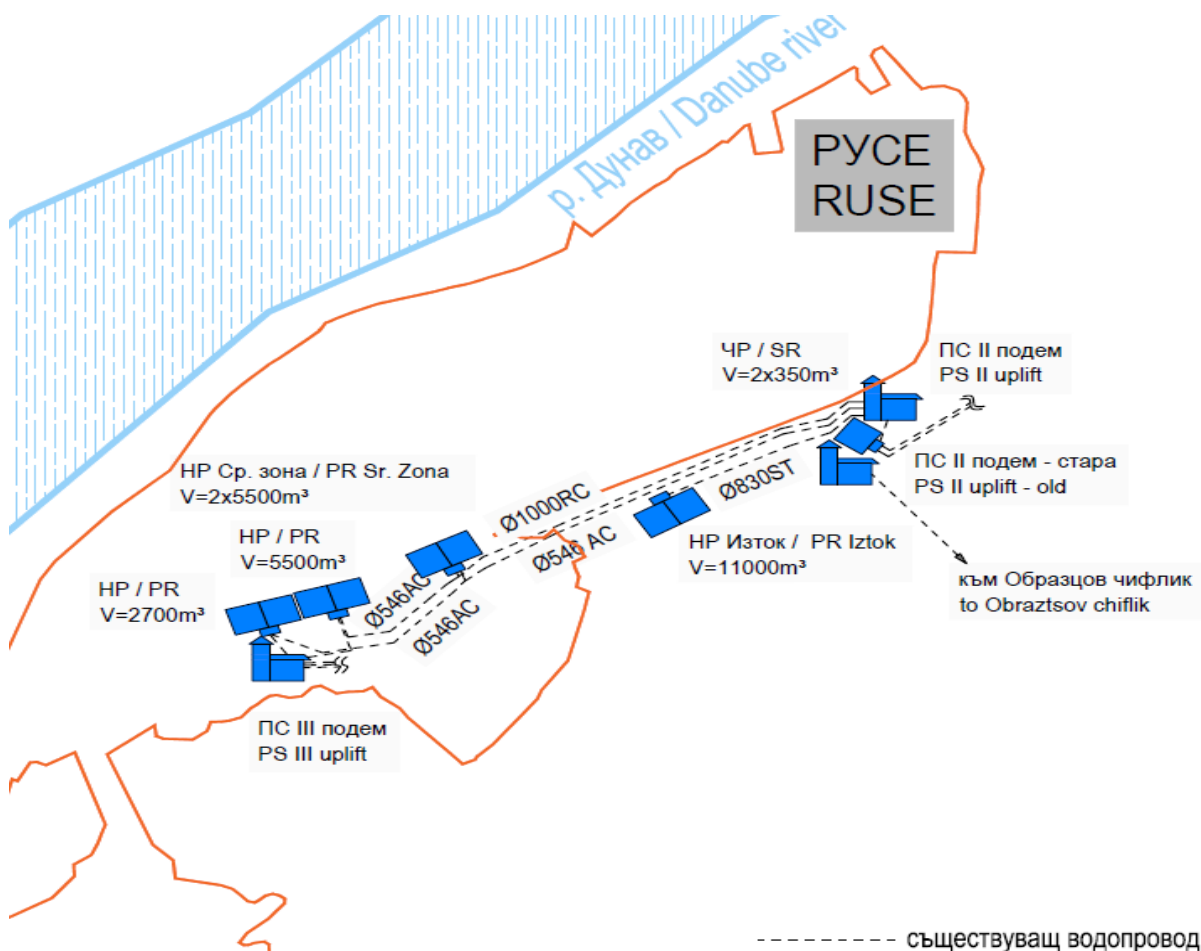 р. Дунав / Danube river
РУСЕ
RUSE
ЧР / SR
V=2x350m³
ПС II подем
PS II uplift
НР Ср. зона / PR Sr. Zona
V=2x5500m³
ПС II подем - стара
PS II uplift - old
Ø830ST
Ø1000RC
Ø546 AC
НР / PR
V=5500m³
НР Изток / PR Iztok
V=11000m³
НР / PR
V=2700m³
Ø546AC
Ø546AC
към Образцов чифлик
to Obraztsov chiflik
ПС III подем
PS III uplift
съществуващ водопровод